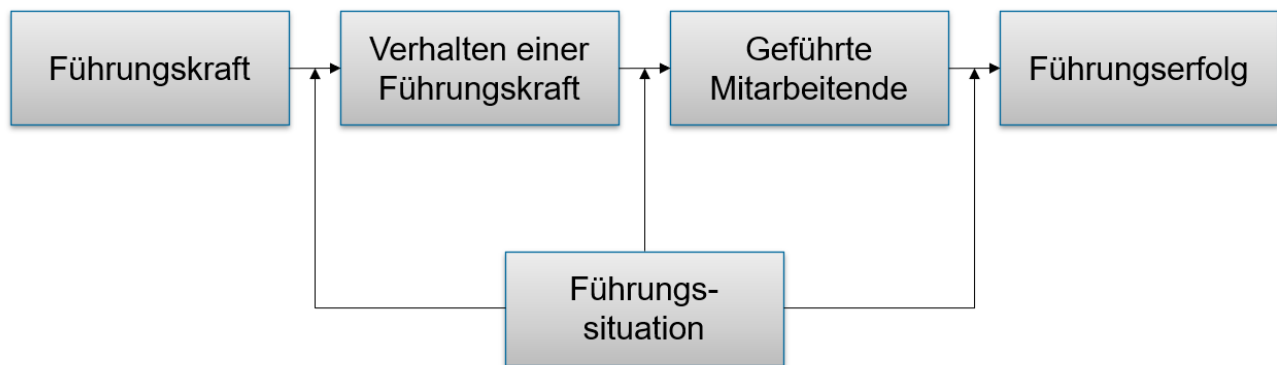 Führungskraft
Verhalten einer
Führungskraft
Geführte
Mitarbeitende
Führungserfolg
Führungs-
situation